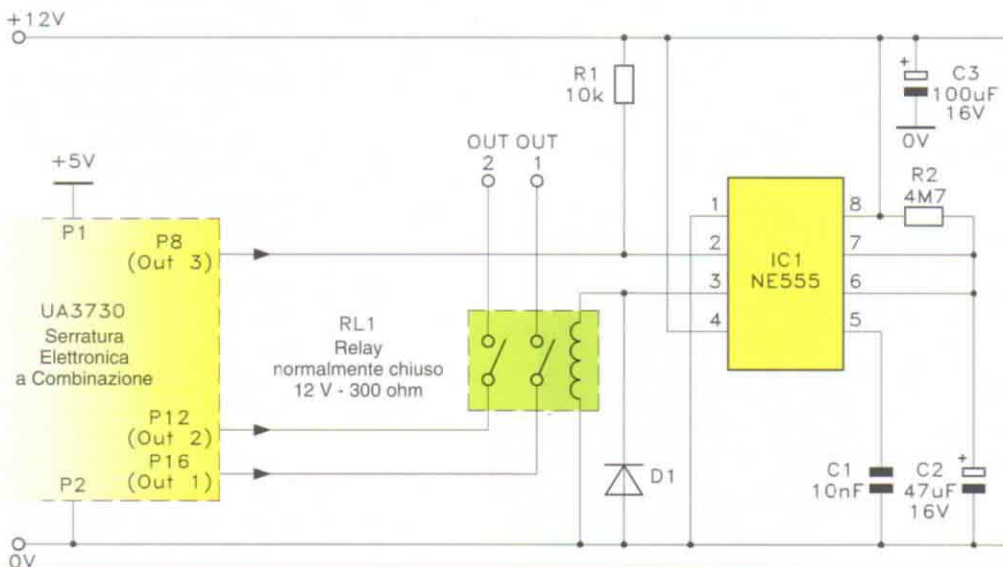 +12V
R1
10k
C3
+
100uF
16V
0V
OUT OUT
2 1
+5V
R2
4M7
P1
P8
(Out 3)
1
2
3
4
8
7
6
5
IC1
NE555
UA3730
Serratura
Elettronica
a Combinazione
RL1
Relay
normalmente chiuso
12 V - 300 ohm
P12
(Out 2)
P16
(Out 1)
P2
D1
C1
10nF
C2
+
47uF
16V
0V